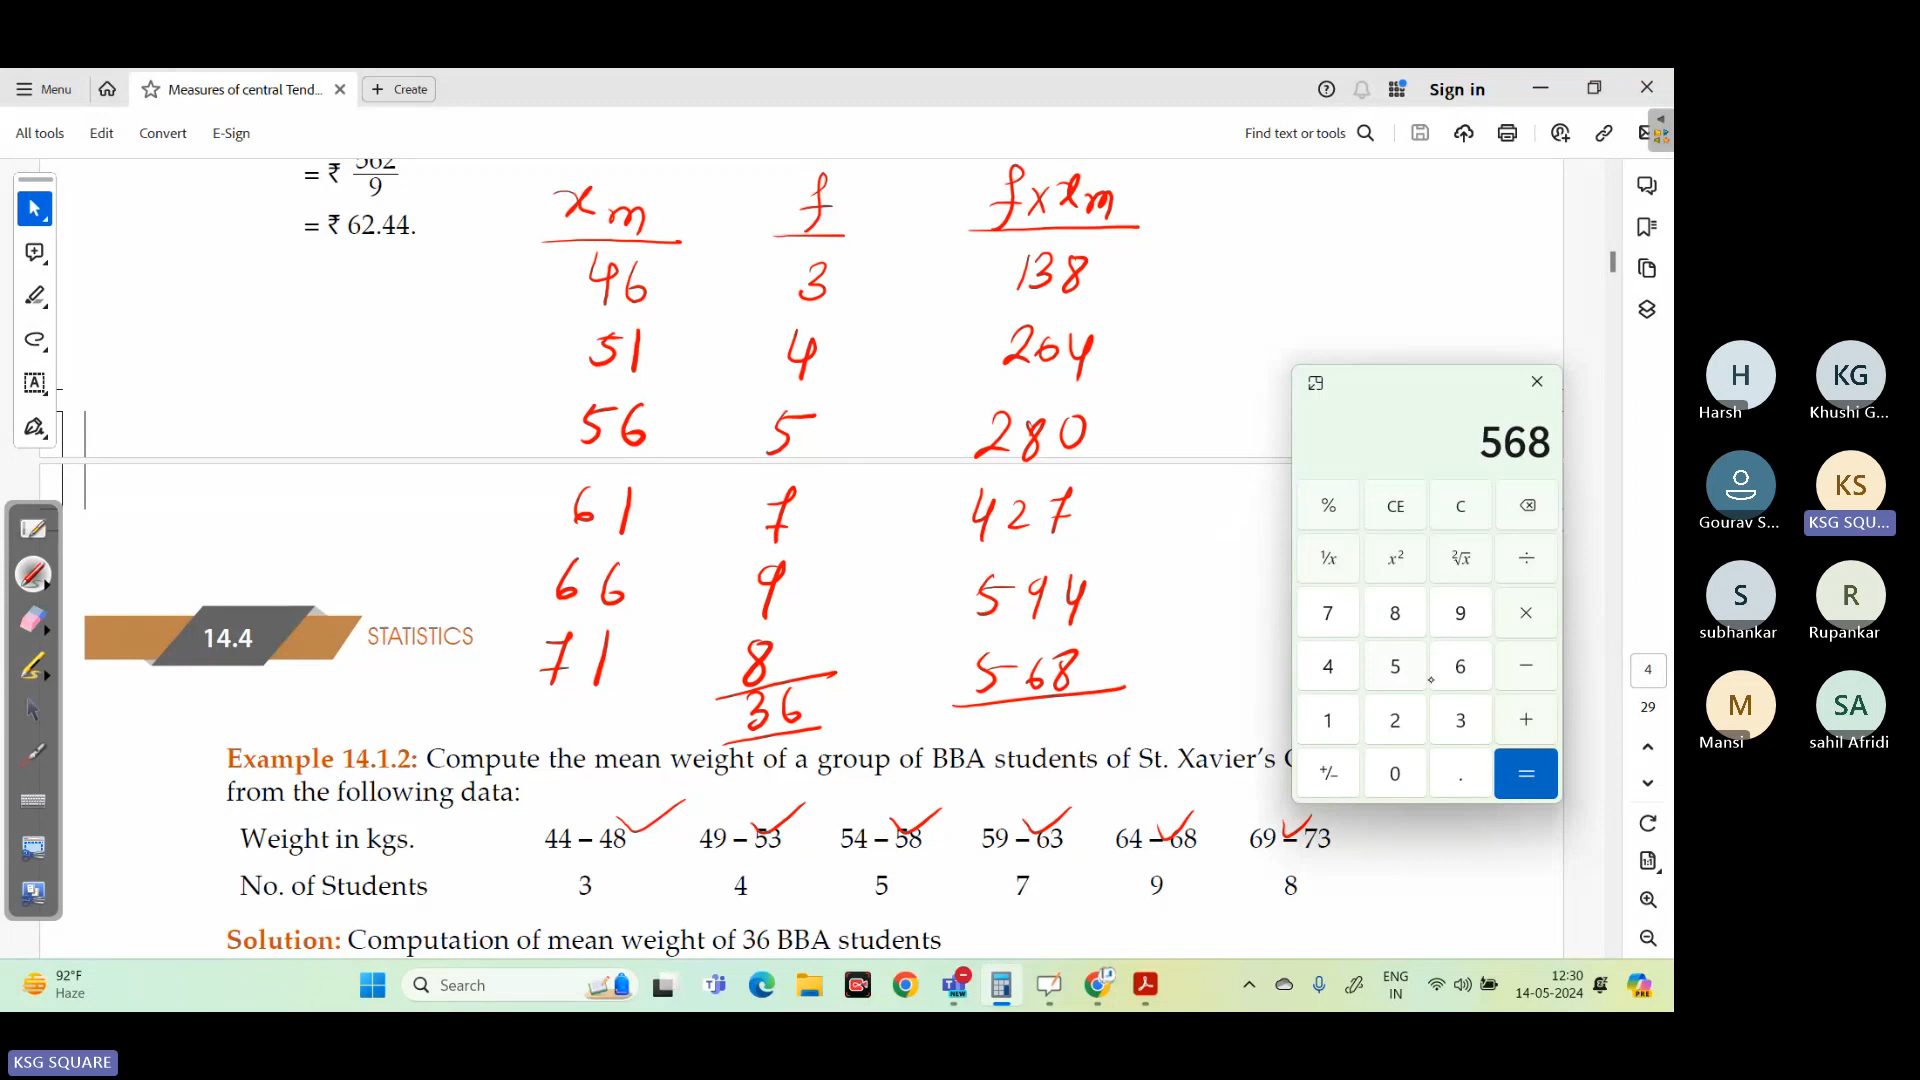 Menu
Measures of central Tend...
Create
Sign in
All tools Edit Convert E-Sign
Find text or tools
= ₹ 562/9
= ₹ 62.44.
xm f f x xm
46 3 138
51 4 204
56 5 280
61 7 427
66 9 594
71 8 568
36
14.4 STATISTICS
Example 14.1.2: Compute the mean weight of a group of BBA students of St. Xavier's C
from the following data:
Weight in kgs. 44 – 48 49 – 53 54 – 58 59 – 63 64 – 68 69 – 73
No. of Students 3 4 5 7 9 8
Solution: Computation of mean weight of 36 BBA students
568
% CE C
1/x x² ²√x ÷
7 8 9 ×
4 5 6 −
1 2 3 +
+/− 0 . =
4
29
1:1
H KG
Harsh Khushi G...
KS
Gourav S... KSG SQU...
S R
subhankar Rupankar
M SA
Mansi sahil Afridi
92°F
Haze
Search
NEW
ENG
IN
12:30
14-05-2024
PRE
KSG SQUARE